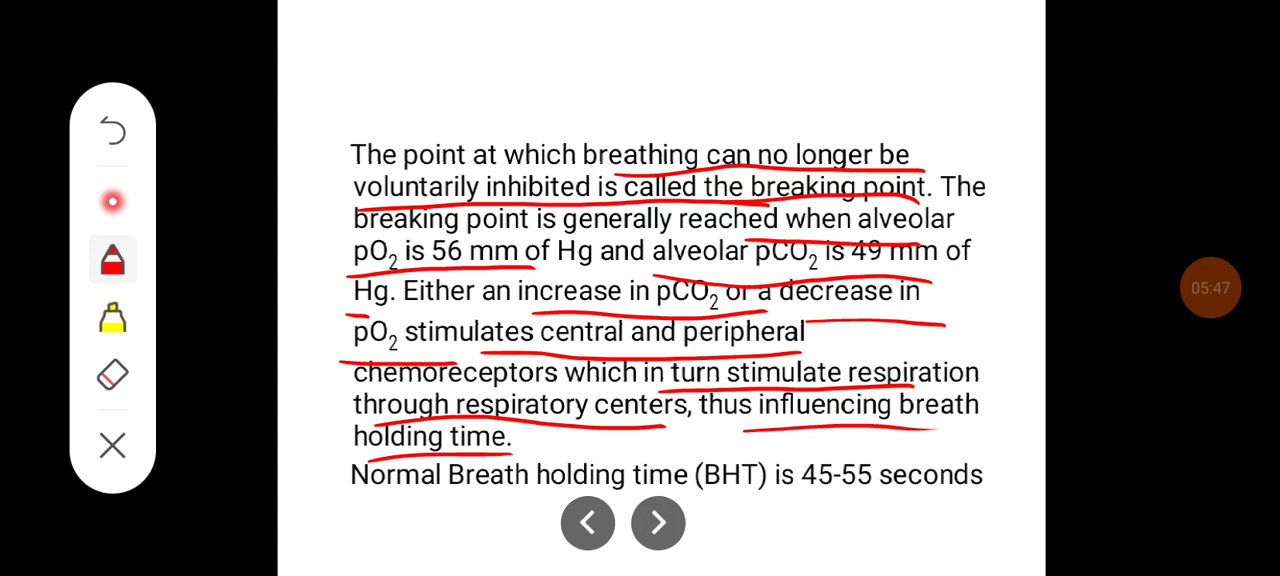 The point at which breathing can no longer be
voluntarily inhibited is called the breaking point. The
breaking point is generally reached when alveolar
pO₂ is 56 mm of Hg and alveolar pCO₂ is 49 mm of
Hg. Either an increase in pCO₂ or a decrease in
pO₂ stimulates central and peripheral
chemoreceptors which in turn stimulate respiration
through respiratory centers, thus influencing breath
holding time.
Normal Breath holding time (BHT) is 45-55 seconds
05:47